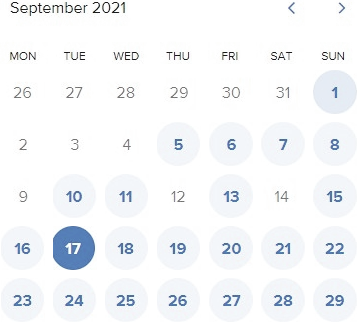 September 2021
MON TUE WED THU FRI SAT SUN
26 27 28 29 30 31 1
2 3 4 5 6 7 8
9 10 11 12 13 14 15
16 17 18 19 20 21 22
23 24 25 26 27 28 29